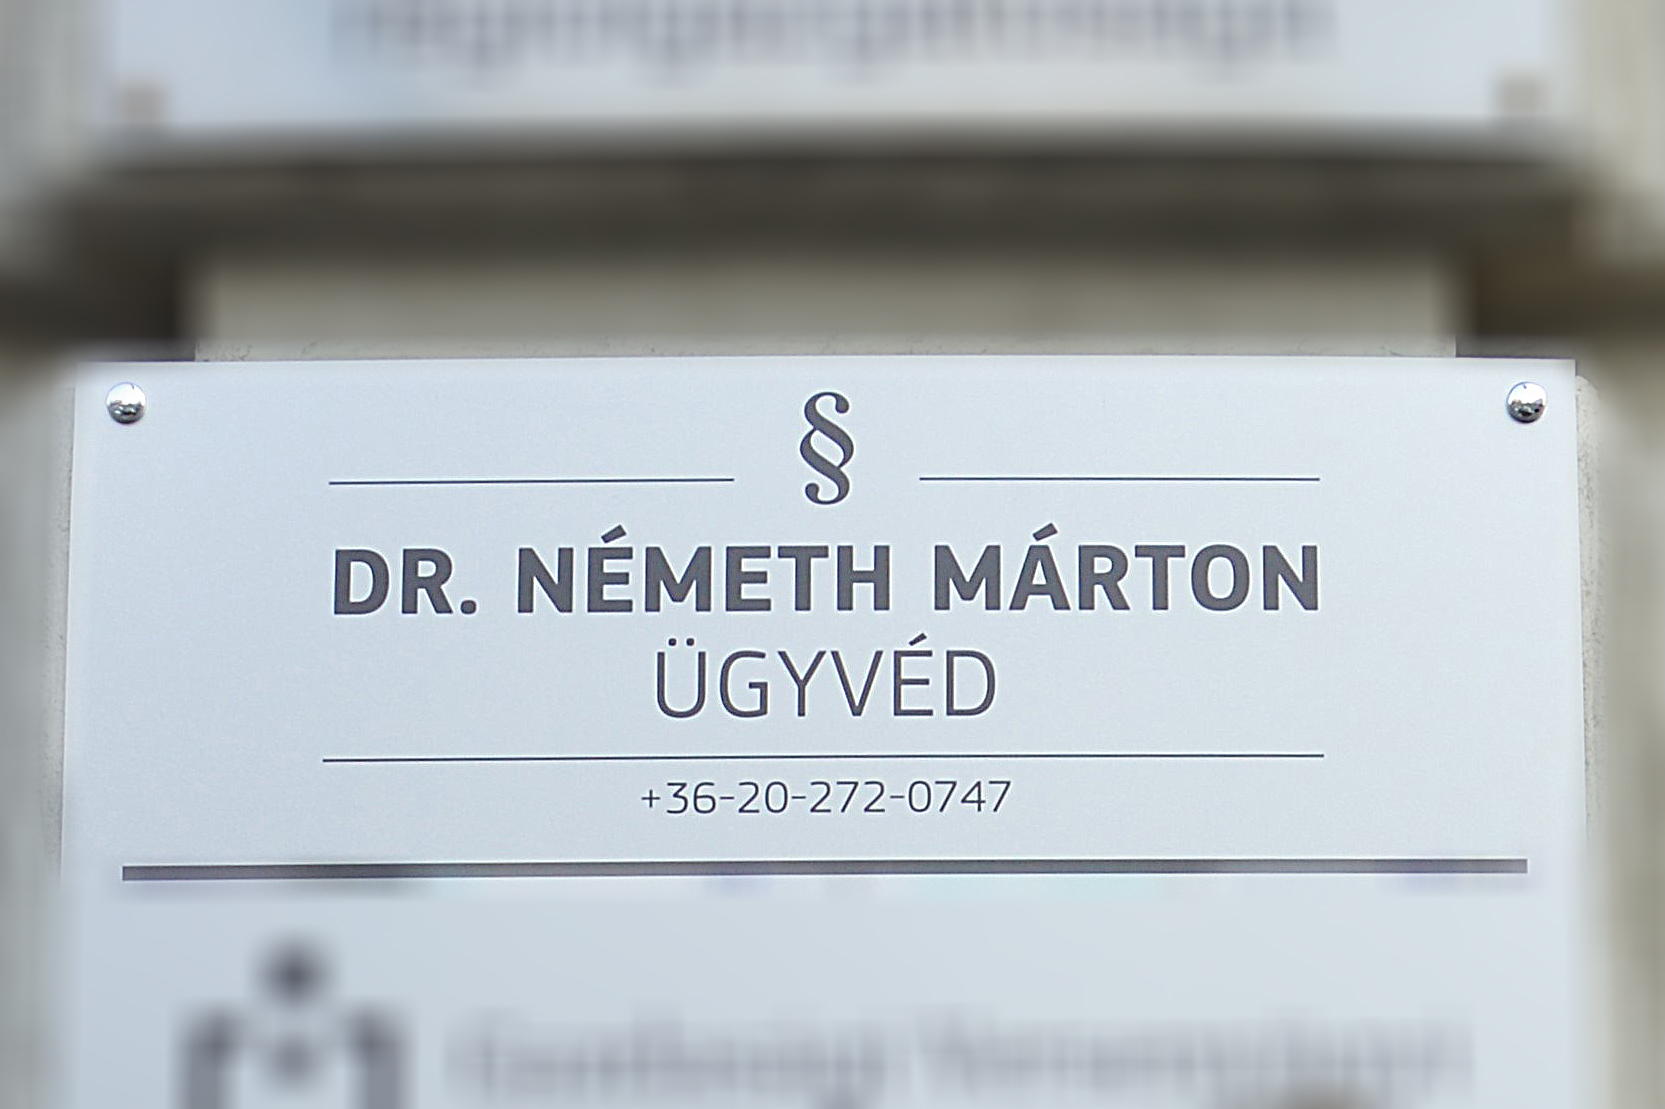 §
DR. NÉMETH MÁRTON
ÜGYVÉD
+36-20-272-0747